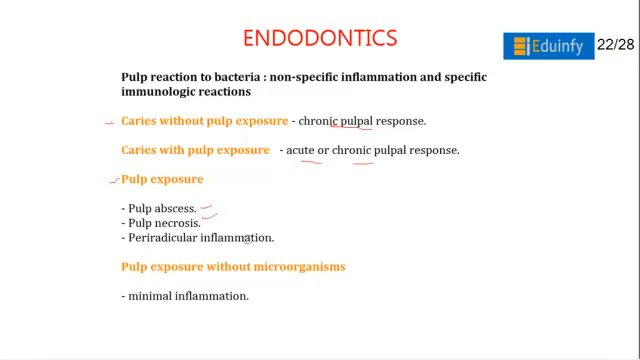 ENDODONTICS
Eduinfy
22/28
Pulp reaction to bacteria : non-specific inflammation and specific
immunologic reactions
Caries without pulp exposure - chronic pulpal response.
Caries with pulp exposure - acute or chronic pulpal response.
Pulp exposure
- Pulp abscess.
- Pulp necrosis.
- Periradicular inflammation.
Pulp exposure without microorganisms
- minimal inflammation.